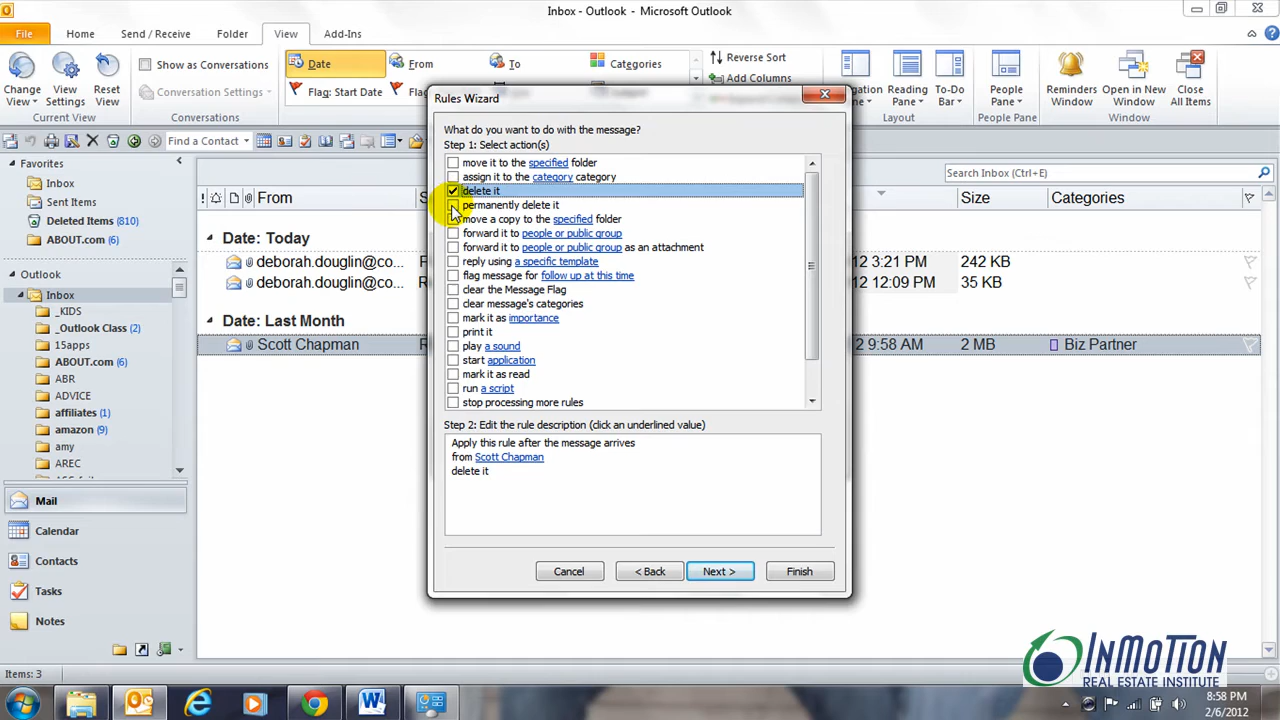 Inbox - Outlook - Microsoft Outlook
File Home Send / Receive Folder View Add-Ins
Change View
View Settings
Reset View
Current View
Show as Conversations
Conversation Settings
Conversations
Date From To Categories
Flag: Start Date
Reverse Sort
Add Columns
Pane
Reading Pane
To-Do Bar
Layout
People Pane
People Pane
Reminders Window
Open in New Window
Close All Items
Window
Find a Contact
Favorites
Inbox
Sent Items
Deleted Items (810)
ABOUT.com (6)
Outlook
Inbox
_KIDS
_Outlook Class (2)
15apps
ABOUT.com (6)
ABR
ADVICE
affiliates (1)
amazon (9)
amy
AREC
Mail
Calendar
Contacts
Tasks
Notes
Items: 3
Search Inbox (Ctrl+E)
From
Size
Categories
Date: Today
deborah.douglin@co...
2 3:21 PM
242 KB
deborah.douglin@co...
2 12:09 PM
35 KB
Date: Last Month
Scott Chapman
2 9:58 AM
2 MB
Biz Partner
Rules Wizard
What do you want to do with the message?
Step 1: Select action(s)
move it to the specified folder
assign it to the category category
delete it
permanently delete it
move a copy to the specified folder
forward it to people or public group
forward it to people or public group as an attachment
reply using a specific template
flag message for follow up at this time
clear the Message Flag
clear message's categories
mark it as importance
print it
play a sound
start application
mark it as read
run a script
stop processing more rules
Step 2: Edit the rule description (click an underlined value)
Apply this rule after the message arrives
from Scott Chapman
delete it
Cancel
< Back
Next >
Finish
INMOTION
REAL ESTATE INSTITUTE
8:58 PM
2/6/2012